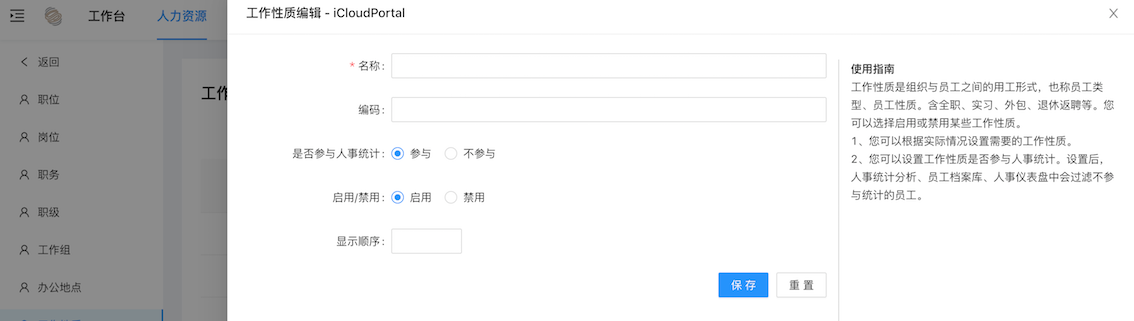 工作台
人力资源
工作性质编辑 - iCloudPortal
返回
职位
岗位
职务
职级
工作组
办公地点
工作
* 名称:
编码:
是否参与人事统计: 参与 不参与
启用/禁用: 启用 禁用
显示顺序:
保 存 重 置
使用指南
工作性质是组织与员工之间的用工形式，也称员工类
型、员工性质。含全职、实习、外包、退休返聘等。您
可以选择启用或禁用某些工作性质。
1、您可以根据实际情况设置需要的工作性质。
2、您可以设置工作性质是否参与人事统计。设置后，
人事统计分析、员工档案库、人事仪表盘中会过滤不参
与统计的员工。